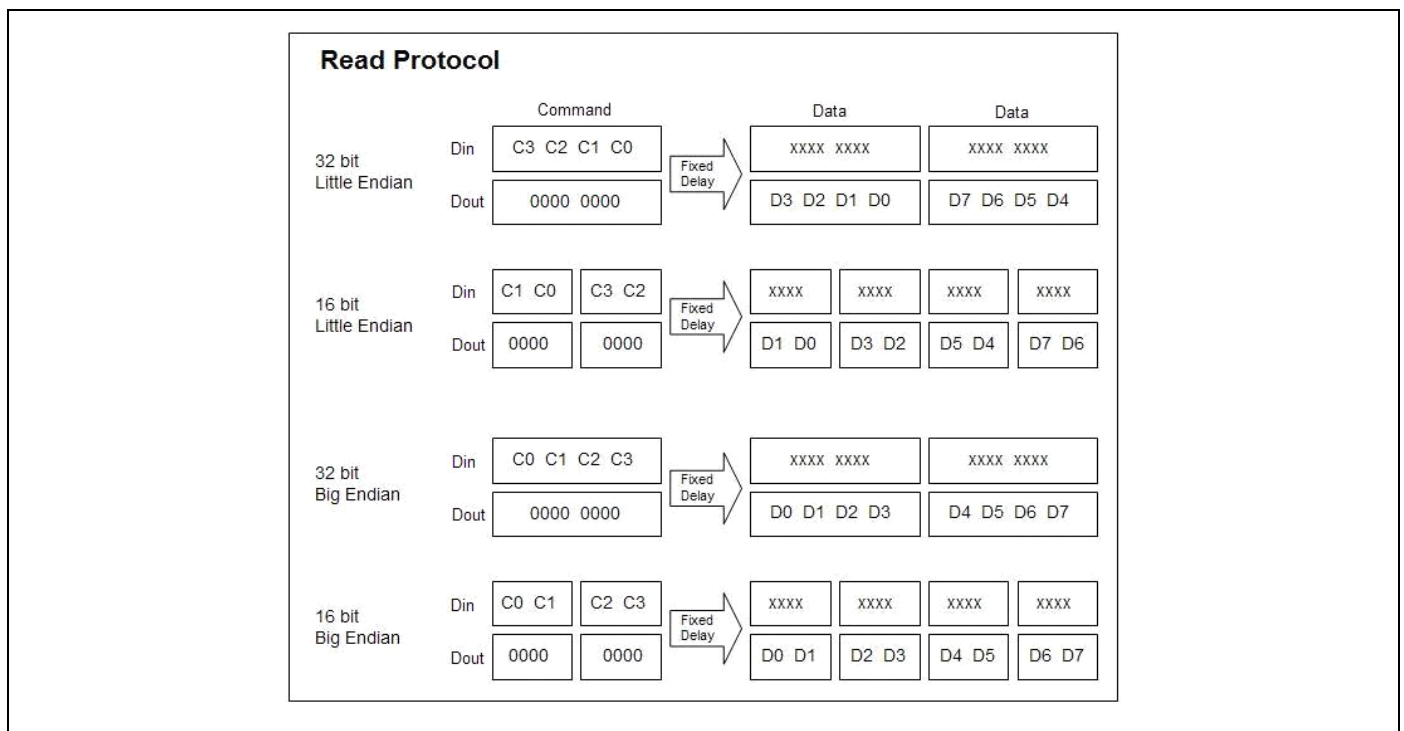 Read Protocol
Command Data Data
32 bit
Little Endian
Din C3 C2 C1 C0 xxxx xxxx xxxx xxxx
Fixed
Delay
Dout 0000 0000 D3 D2 D1 D0 D7 D6 D5 D4
16 bit
Little Endian
Din C1 C0 C3 C2 xxxx xxxx xxxx xxxx
Fixed
Delay
Dout 0000 0000 D1 D0 D3 D2 D5 D4 D7 D6
32 bit
Big Endian
Din C0 C1 C2 C3 xxxx xxxx xxxx xxxx
Fixed
Delay
Dout 0000 0000 D0 D1 D2 D3 D4 D5 D6 D7
16 bit
Big Endian
Din C0 C1 C2 C3 xxxx xxxx xxxx xxxx
Fixed
Delay
Dout 0000 0000 D0 D1 D2 D3 D4 D5 D6 D7